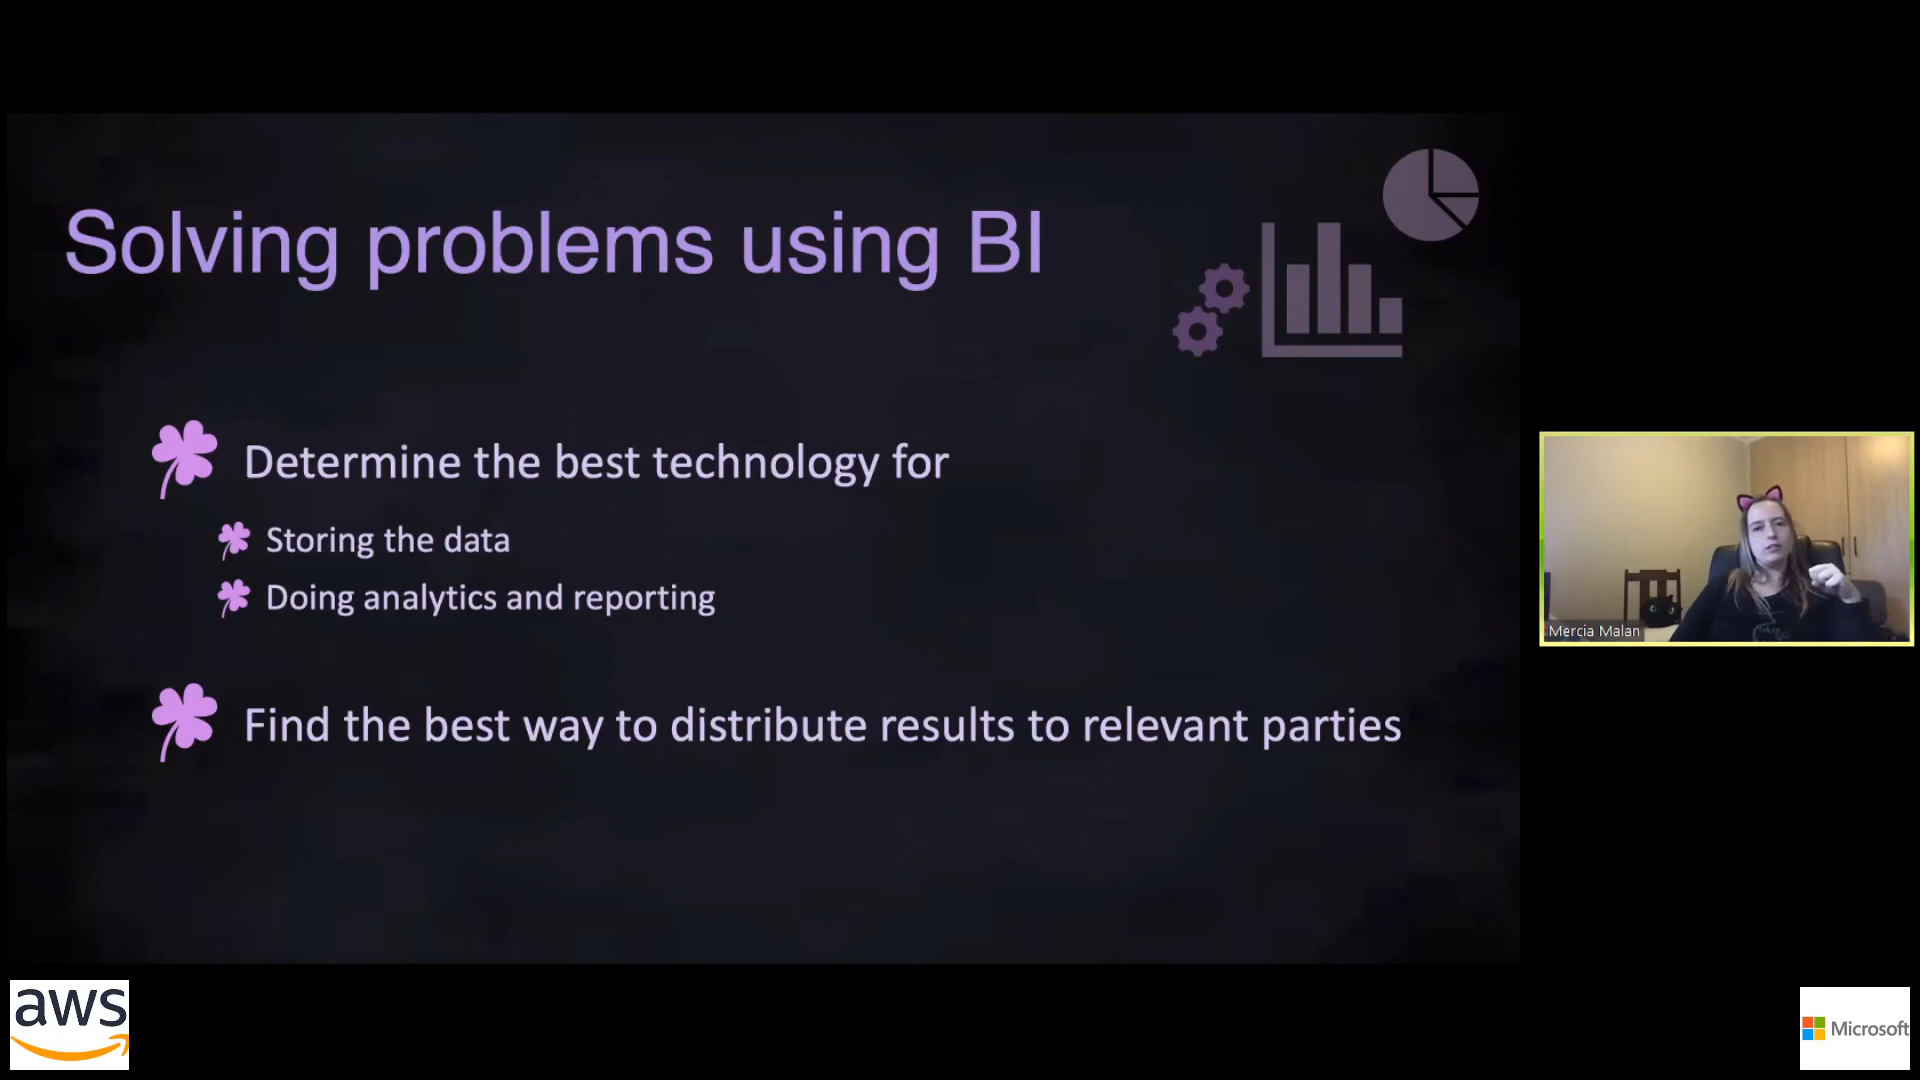 Solving problems using BI
Determine the best technology for
Storing the data
Doing analytics and reporting
Find the best way to distribute results to relevant parties
Mercia Malan
aws
Microsoft